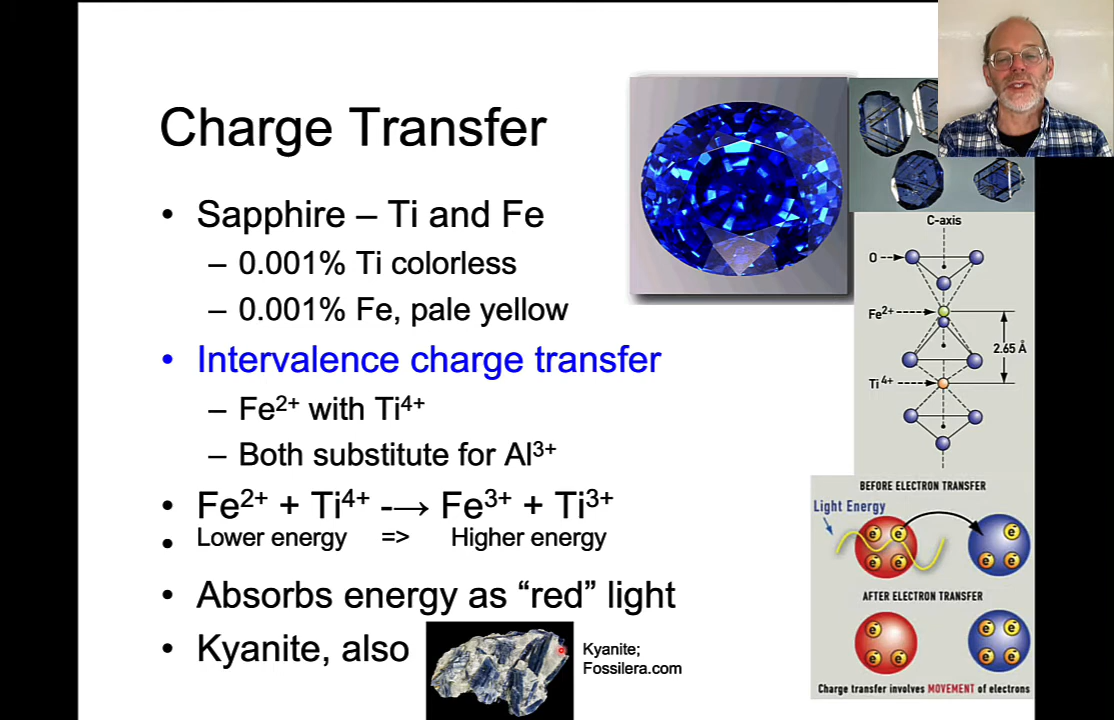 Charge Transfer
• Sapphire – Ti and Fe
– 0.001% Ti colorless
– 0.001% Fe, pale yellow
• Intervalence charge transfer
– Fe²⁺ with Ti⁴⁺
– Both substitute for Al³⁺
• Fe²⁺ + Ti⁴⁺ -→ Fe³⁺ + Ti³⁺
• Lower energy => Higher energy
• Absorbs energy as “red” light
• Kyanite, also
Kyanite;
Fossilera.com
C-axis
O
Fe²⁺
2.65 Å
Ti⁴⁺
BEFORE ELECTRON TRANSFER
Light Energy
e⁻ e⁻ e⁻
e⁻ e⁻ e⁻ e⁻
AFTER ELECTRON TRANSFER
e⁻ e⁻ e⁻
e⁻ e⁻ e⁻ e⁻
Charge transfer involves MOVEMENT of electrons